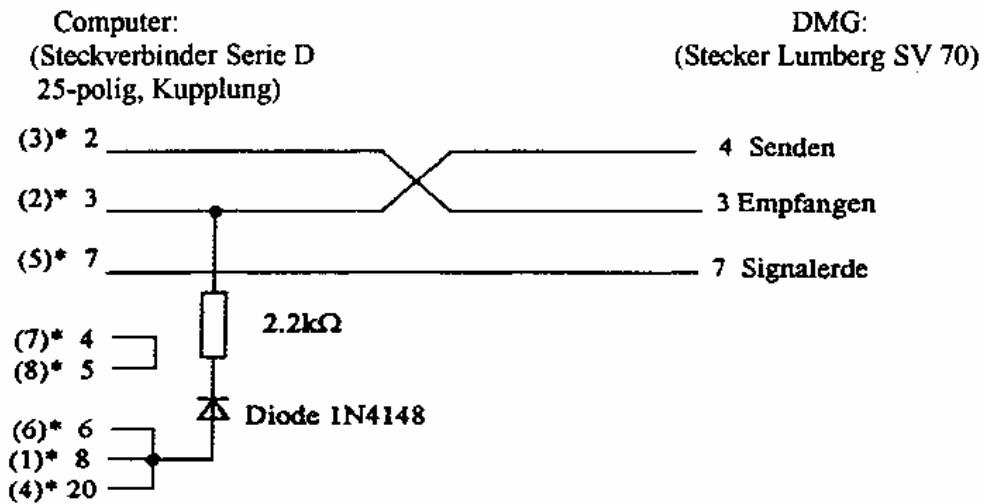 Computer:
(Steckverbinder Serie D
25-polig, Kupplung)
DMG:
(Stecker Lumberg SV 70)
(3)* 2
4 Senden
(2)* 3
3 Empfangen
(5)* 7
7 Signalerde
2.2kΩ
(7)* 4
(8)* 5
Diode 1N4148
(6)* 6
(1)* 8
(4)* 20